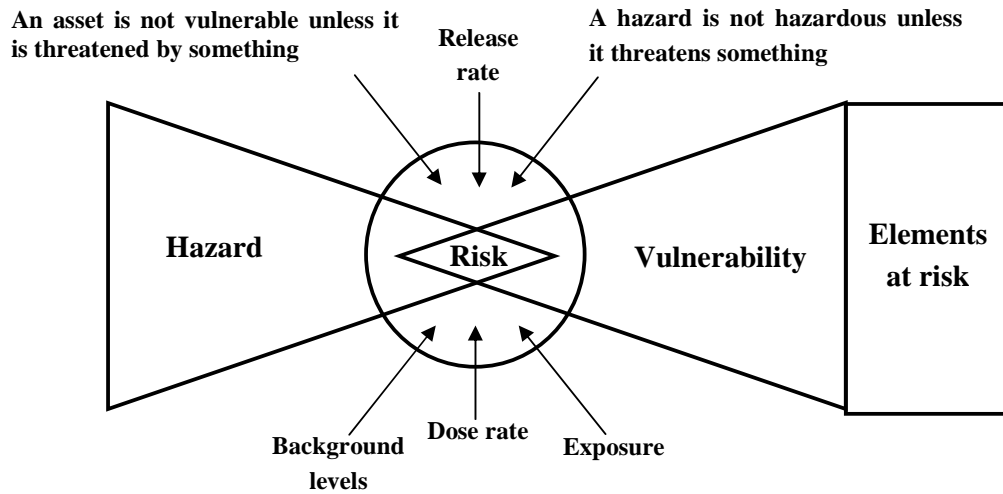 An asset is not vulnerable unless it
is threatened by something
Release
rate
A hazard is not hazardous unless
it threatens something
Hazard
Risk
Vulnerability
Elements
at risk
Background
levels
Dose rate
Exposure